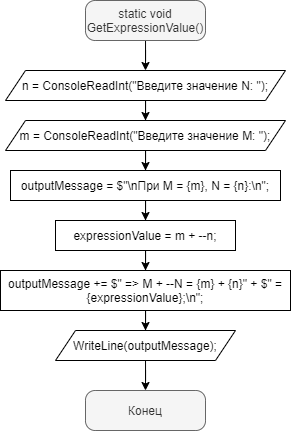 static void
GetExpressionValue()
n = ConsoleReadInt("Введите значение N: ");
m = ConsoleReadInt("Введите значение M: ");
outputMessage = $"\nПри M = {m}, N = {n}:\n";
expressionValue = m + --n;
outputMessage += $" => M + --N = {m} + {n}" + $" =
{expressionValue};\n";
WriteLine(outputMessage);
Конец